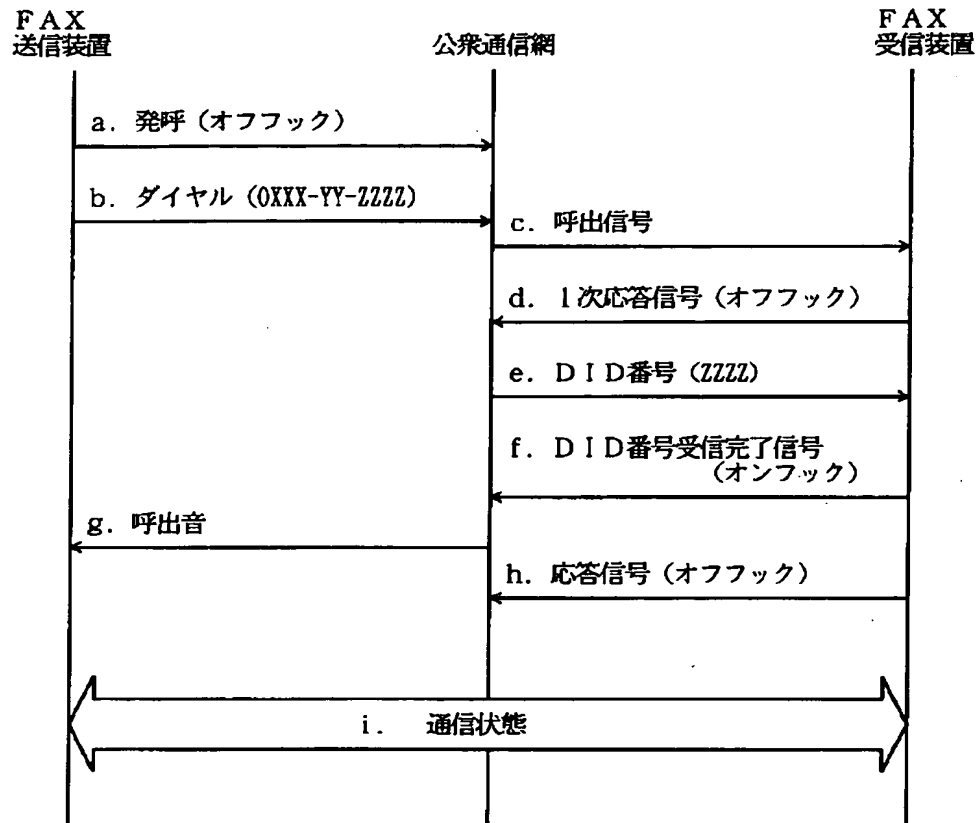 ＦＡＸ
送信装置
公衆通信網
ＦＡＸ
受信装置
ａ．発呼（オフフック）
ｂ．ダイヤル（0XXX-YY-ZZZZ）
ｃ．呼出信号
ｄ．１次応答信号（オフフック）
ｅ．ＤＩＤ番号（ZZZZ）
ｆ．ＤＩＤ番号受信完了信号
（オンフック）
ｇ．呼出音
ｈ．応答信号（オフフック）
ｉ．通信状態